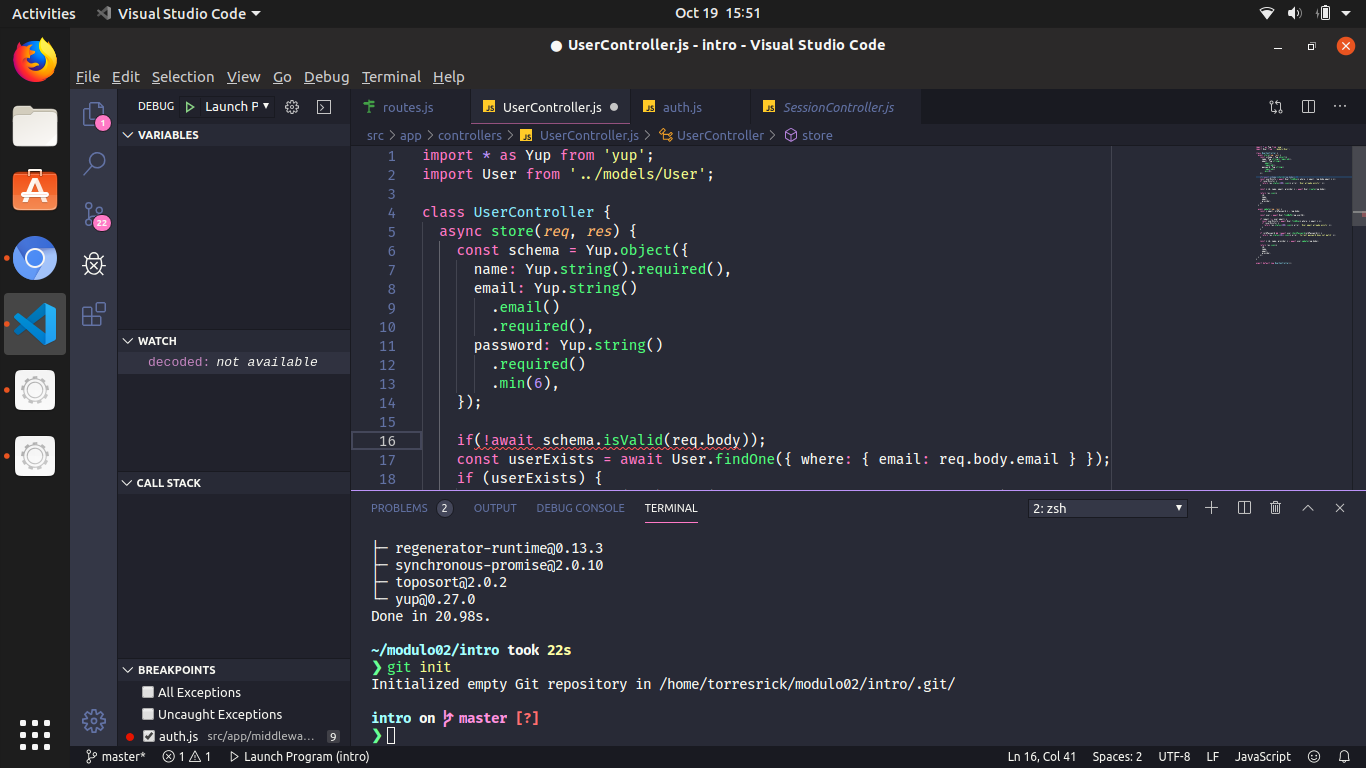 Activities Visual Studio Code Oct 19 15:51
UserController.js - intro - Visual Studio Code
File Edit Selection View Go Debug Terminal Help
DEBUG Launch P
routes.js UserController.js auth.js SessionController.js
src > app > controllers > UserController.js > UserController > store
1
22
VARIABLES
WATCH
decoded: not available
CALL STACK
BREAKPOINTS
All Exceptions
Uncaught Exceptions
auth.js src/app/middlewa... 9
1 import * as Yup from 'yup';
2 import User from '../models/User';
3
4 class UserController {
5 async store(req, res) {
6 const schema = Yup.object({
7 name: Yup.string().required(),
8 email: Yup.string()
9 .email()
10 .required(),
11 password: Yup.string()
12 .required()
13 .min(6),
14 });
15
16 if(!await schema.isValid(req.body));
17 const userExists = await User.findOne({ where: { email: req.body.email } });
18 if (userExists) {
PROBLEMS 2 OUTPUT DEBUG CONSOLE TERMINAL 2: zsh
├─ regenerator-runtime@0.13.3
├─ synchronous-promise@2.0.10
├─ toposort@2.0.2
└─ yup@0.27.0
Done in 20.98s.
~/modulo02/intro took 22s
❯ git init
Initialized empty Git repository in /home/torresrick/modulo02/intro/.git/
intro on master [?]
❯
master* 1 1 Launch Program (intro) Ln 16, Col 41 Spaces: 2 UTF-8 LF JavaScript